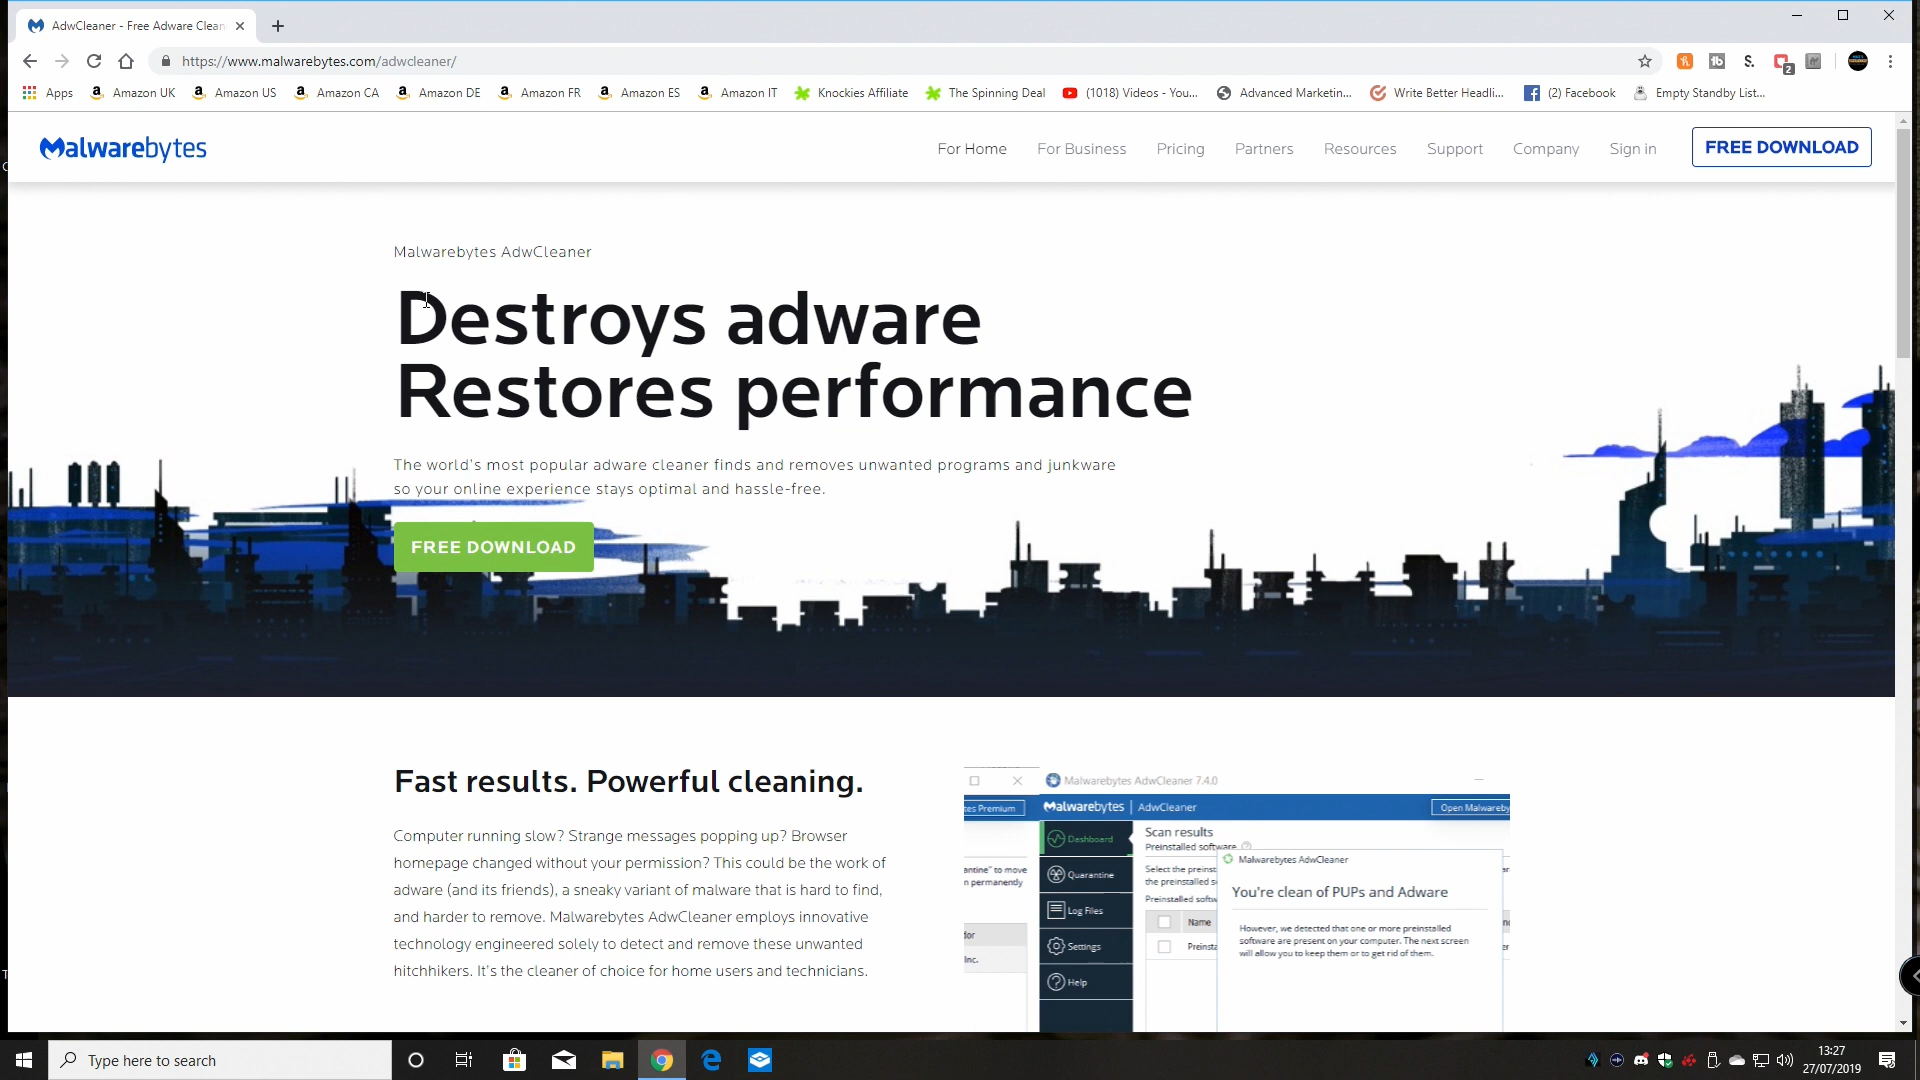 AdwCleaner - Free Adware Clean
https://www.malwarebytes.com/adwcleaner/
2
Apps Amazon UK Amazon US Amazon CA Amazon DE Amazon FR Amazon ES Amazon IT Knockies Affiliate The Spinning Deal (1018) Videos - You... Advanced Marketin... Write Better Headli... (2) Facebook Empty Standby List...
Malwarebytes For Home For Business Pricing Partners Resources Support Company Sign in FREE DOWNLOAD
Malwarebytes AdwCleaner
Destroys adware
Restores performance
The world's most popular adware cleaner finds and removes unwanted programs and junkware
so your online experience stays optimal and hassle-free.
FREE DOWNLOAD
Fast results. Powerful cleaning.
Computer running slow? Strange messages popping up? Browser
homepage changed without your permission? This could be the work of
adware (and its friends), a sneaky variant of malware that is hard to find,
and harder to remove. Malwarebytes AdwCleaner employs innovative
technology engineered solely to detect and remove these unwanted
hitchhikers. It's the cleaner of choice for home users and technicians.
Malwarebytes AdwCleaner 7.4.0
Premium
Malwarebytes AdwCleaner
Open Malwareby
Dashboard
Quarantine
Log Files
Settings
Help
antine" to move
permanently
Inc.
Scan results
Preinstalled software
Select the preinst
the preinstalled s
Preinstalled softw
Name
Preinsta
Malwarebytes AdwCleaner
You're clean of PUPs and Adware
However, we detected that one or more preinstalled
software are present on your computer. The next screen
will allow you to keep them or to get rid of them.
Type here to search
13:27
27/07/2019